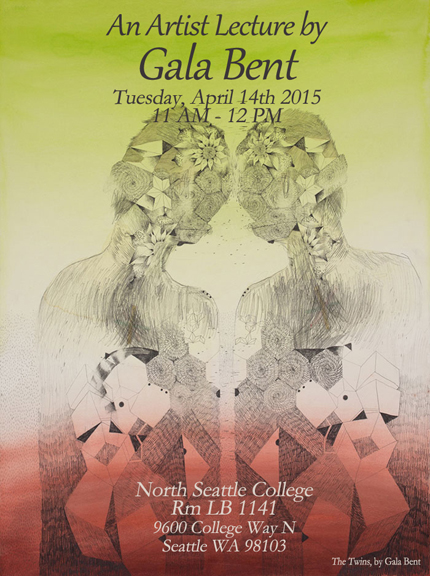 An Artist Lecture by
Gala Bent
Tuesday, April 14th 2015
11 AM - 12 PM
North Seattle College
Rm LB 1141
9600 College Way N
Seattle WA 98103
The Twins, by Gala Bent